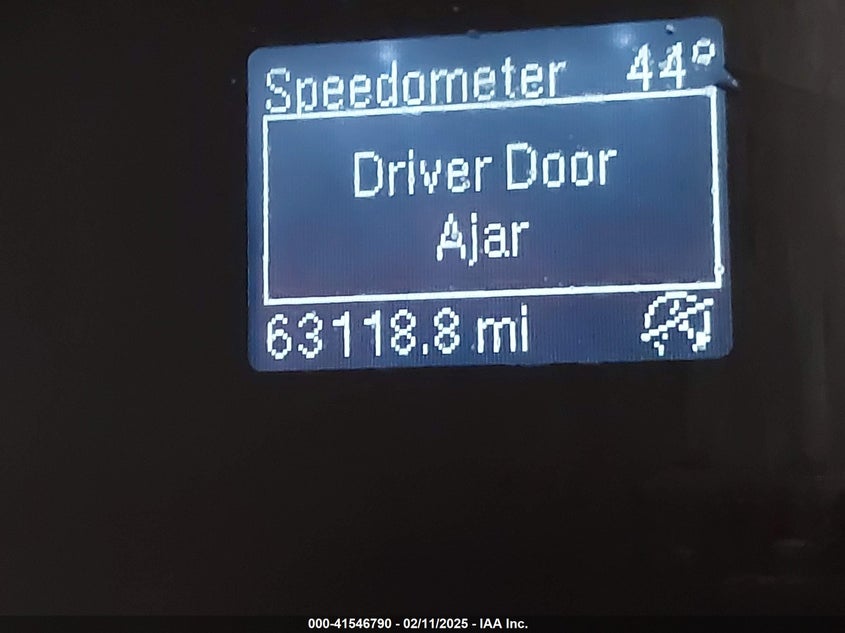 Speedometer 44°
Driver Door
Ajar
63118.8 mi
000-41546790 - 02/11/2025 - IAA Inc.